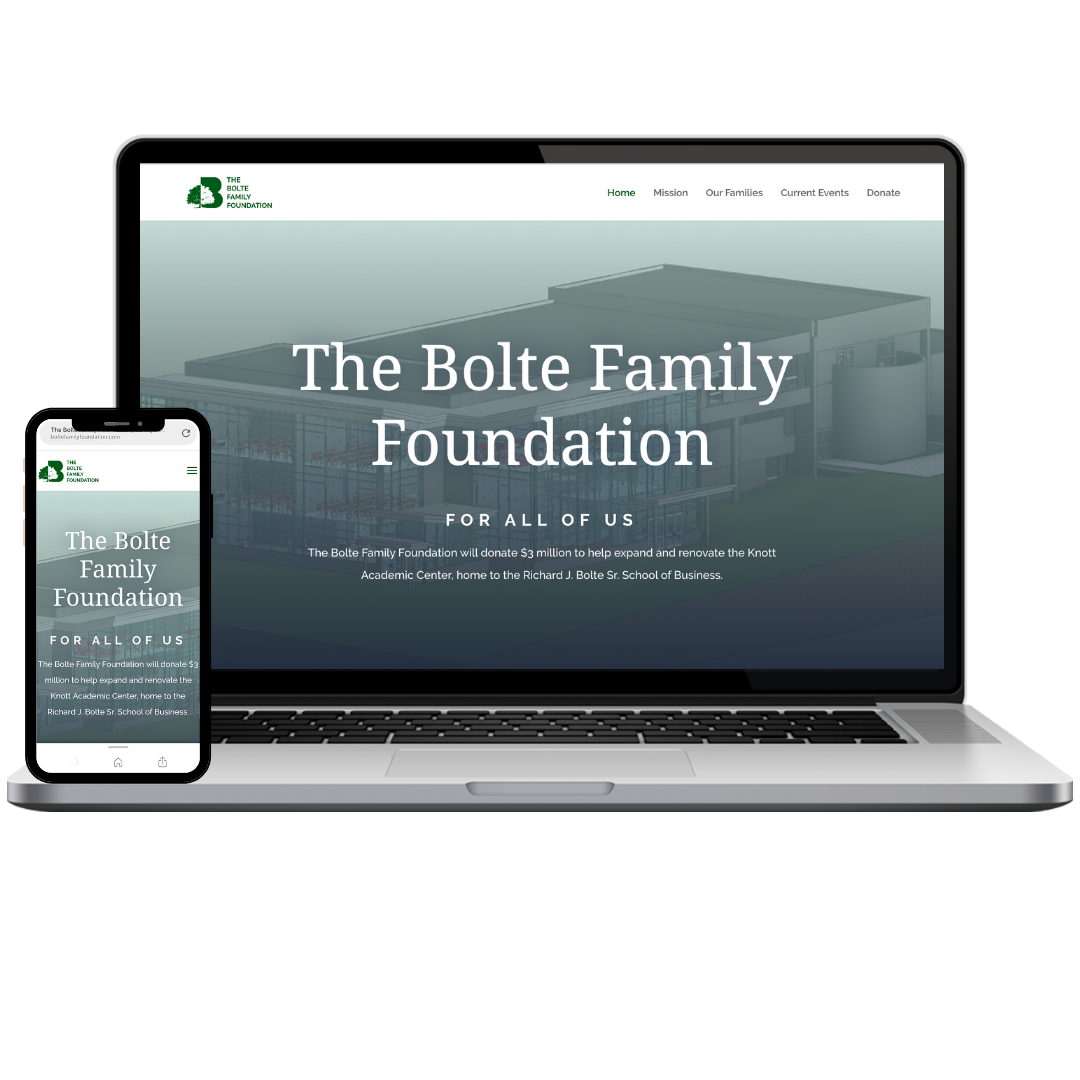 THE
BOLTE
FAMILY
FOUNDATION
Home Mission Our Families Current Events Donate
The Bolte Family
Foundation
FOR ALL OF US
The Bolte Family Foundation will donate $3 million to help expand and renovate the Knott
Academic Center, home to the Richard J. Bolte Sr. School of Business.
The Bolte
boltefamilyfoundation.com
THE
BOLTE
FAMILY
FOUNDATION
The Bolte
Family
Foundation
FOR ALL OF US
The Bolte Family Foundation will donate $3
million to help expand and renovate the
Knott Academic Center, home to the
Richard J. Bolte Sr. School of Business.